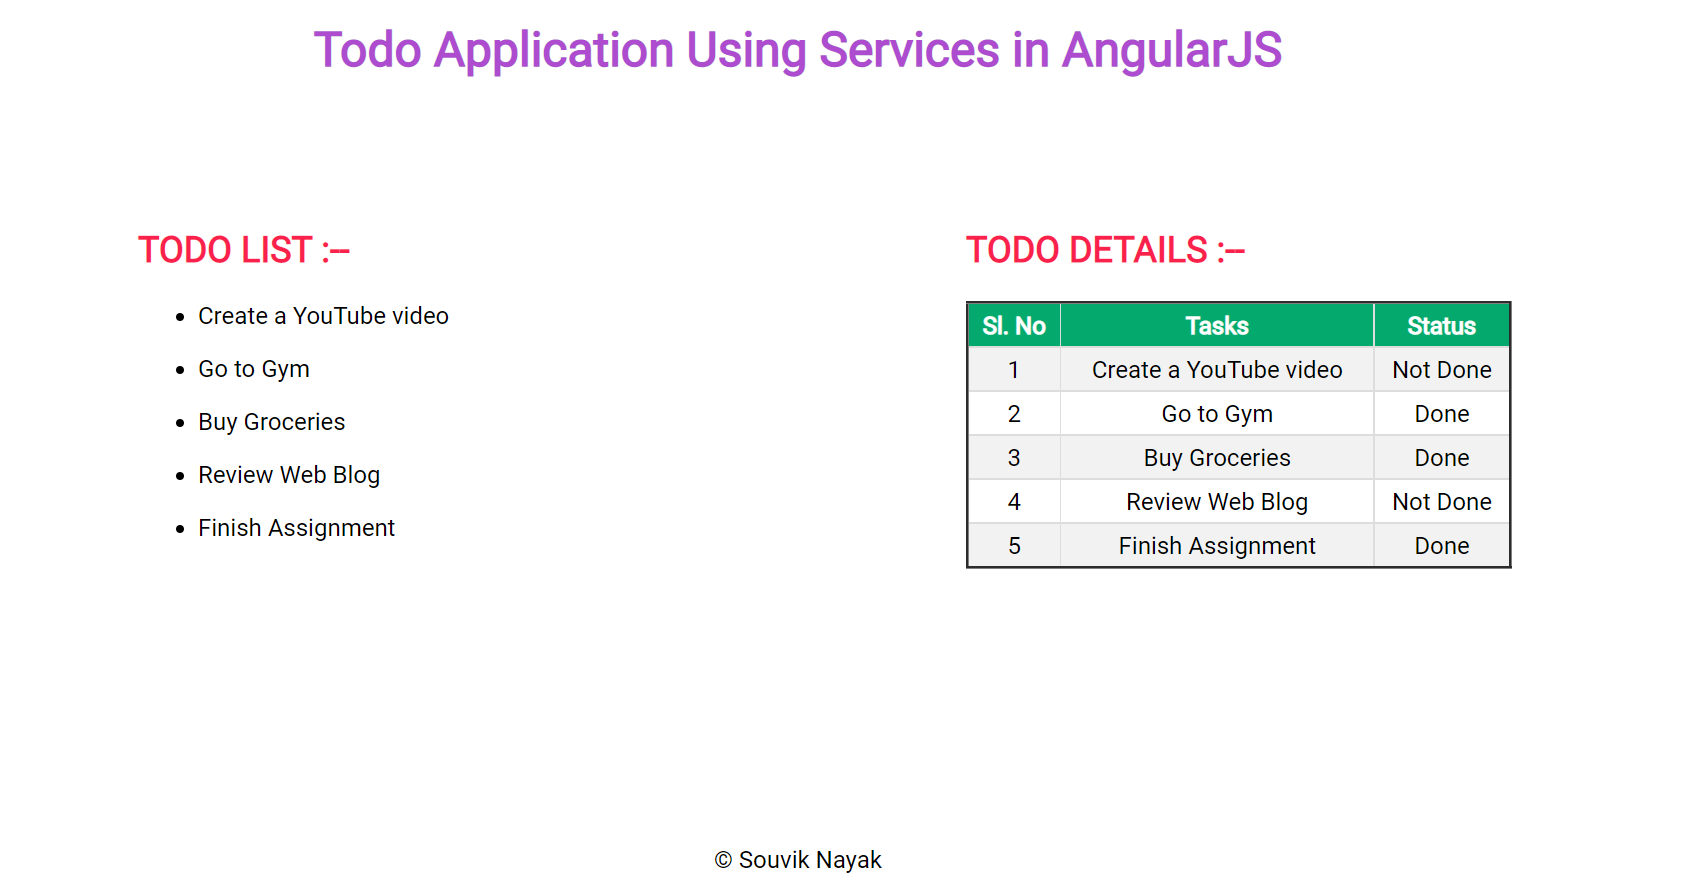 Todo Application Using Services in AngularJS
TODO LIST :--
Create a YouTube video
Go to Gym
Buy Groceries
Review Web Blog
Finish Assignment
TODO DETAILS :--
Sl. No Tasks Status
1 Create a YouTube video Not Done
2 Go to Gym Done
3 Buy Groceries Done
4 Review Web Blog Not Done
5 Finish Assignment Done
© Souvik Nayak